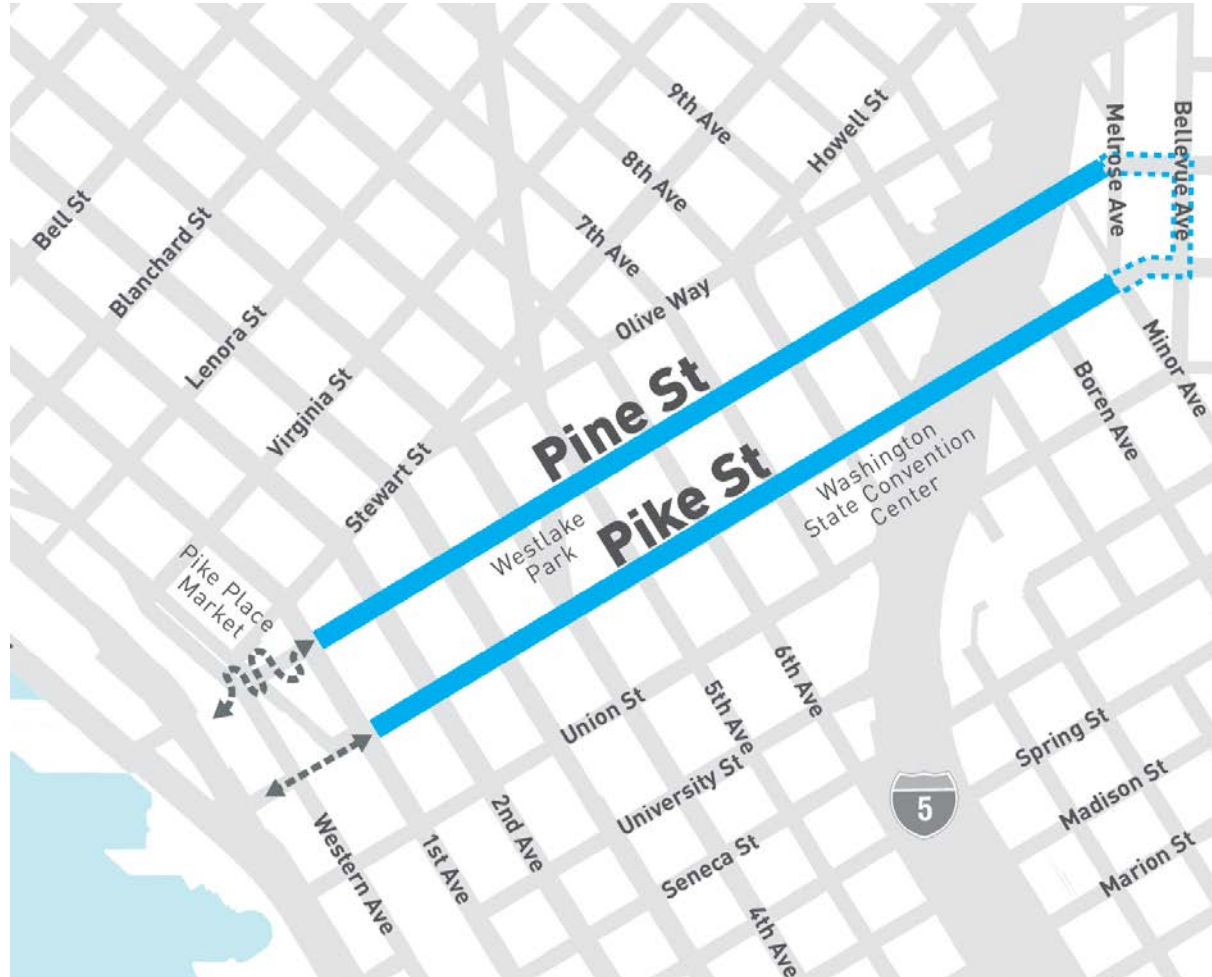 9th Ave
Howell St
8th Ave
7th Ave
Melrose Ave
Bellevue Ave
Bell St
Blanchard St
Lenora St
Virginia St
Stewart St
Olive Way
Pine St
Pike St
Westlake
Park
Washington
State Convention
Center
Minor Ave
Boren Ave
Pike Place
Market
Union St
University St
Seneca St
6th Ave
5th Ave
4th Ave
2nd Ave
1st Ave
Western Ave
5
Spring St
Madison St
Marion St